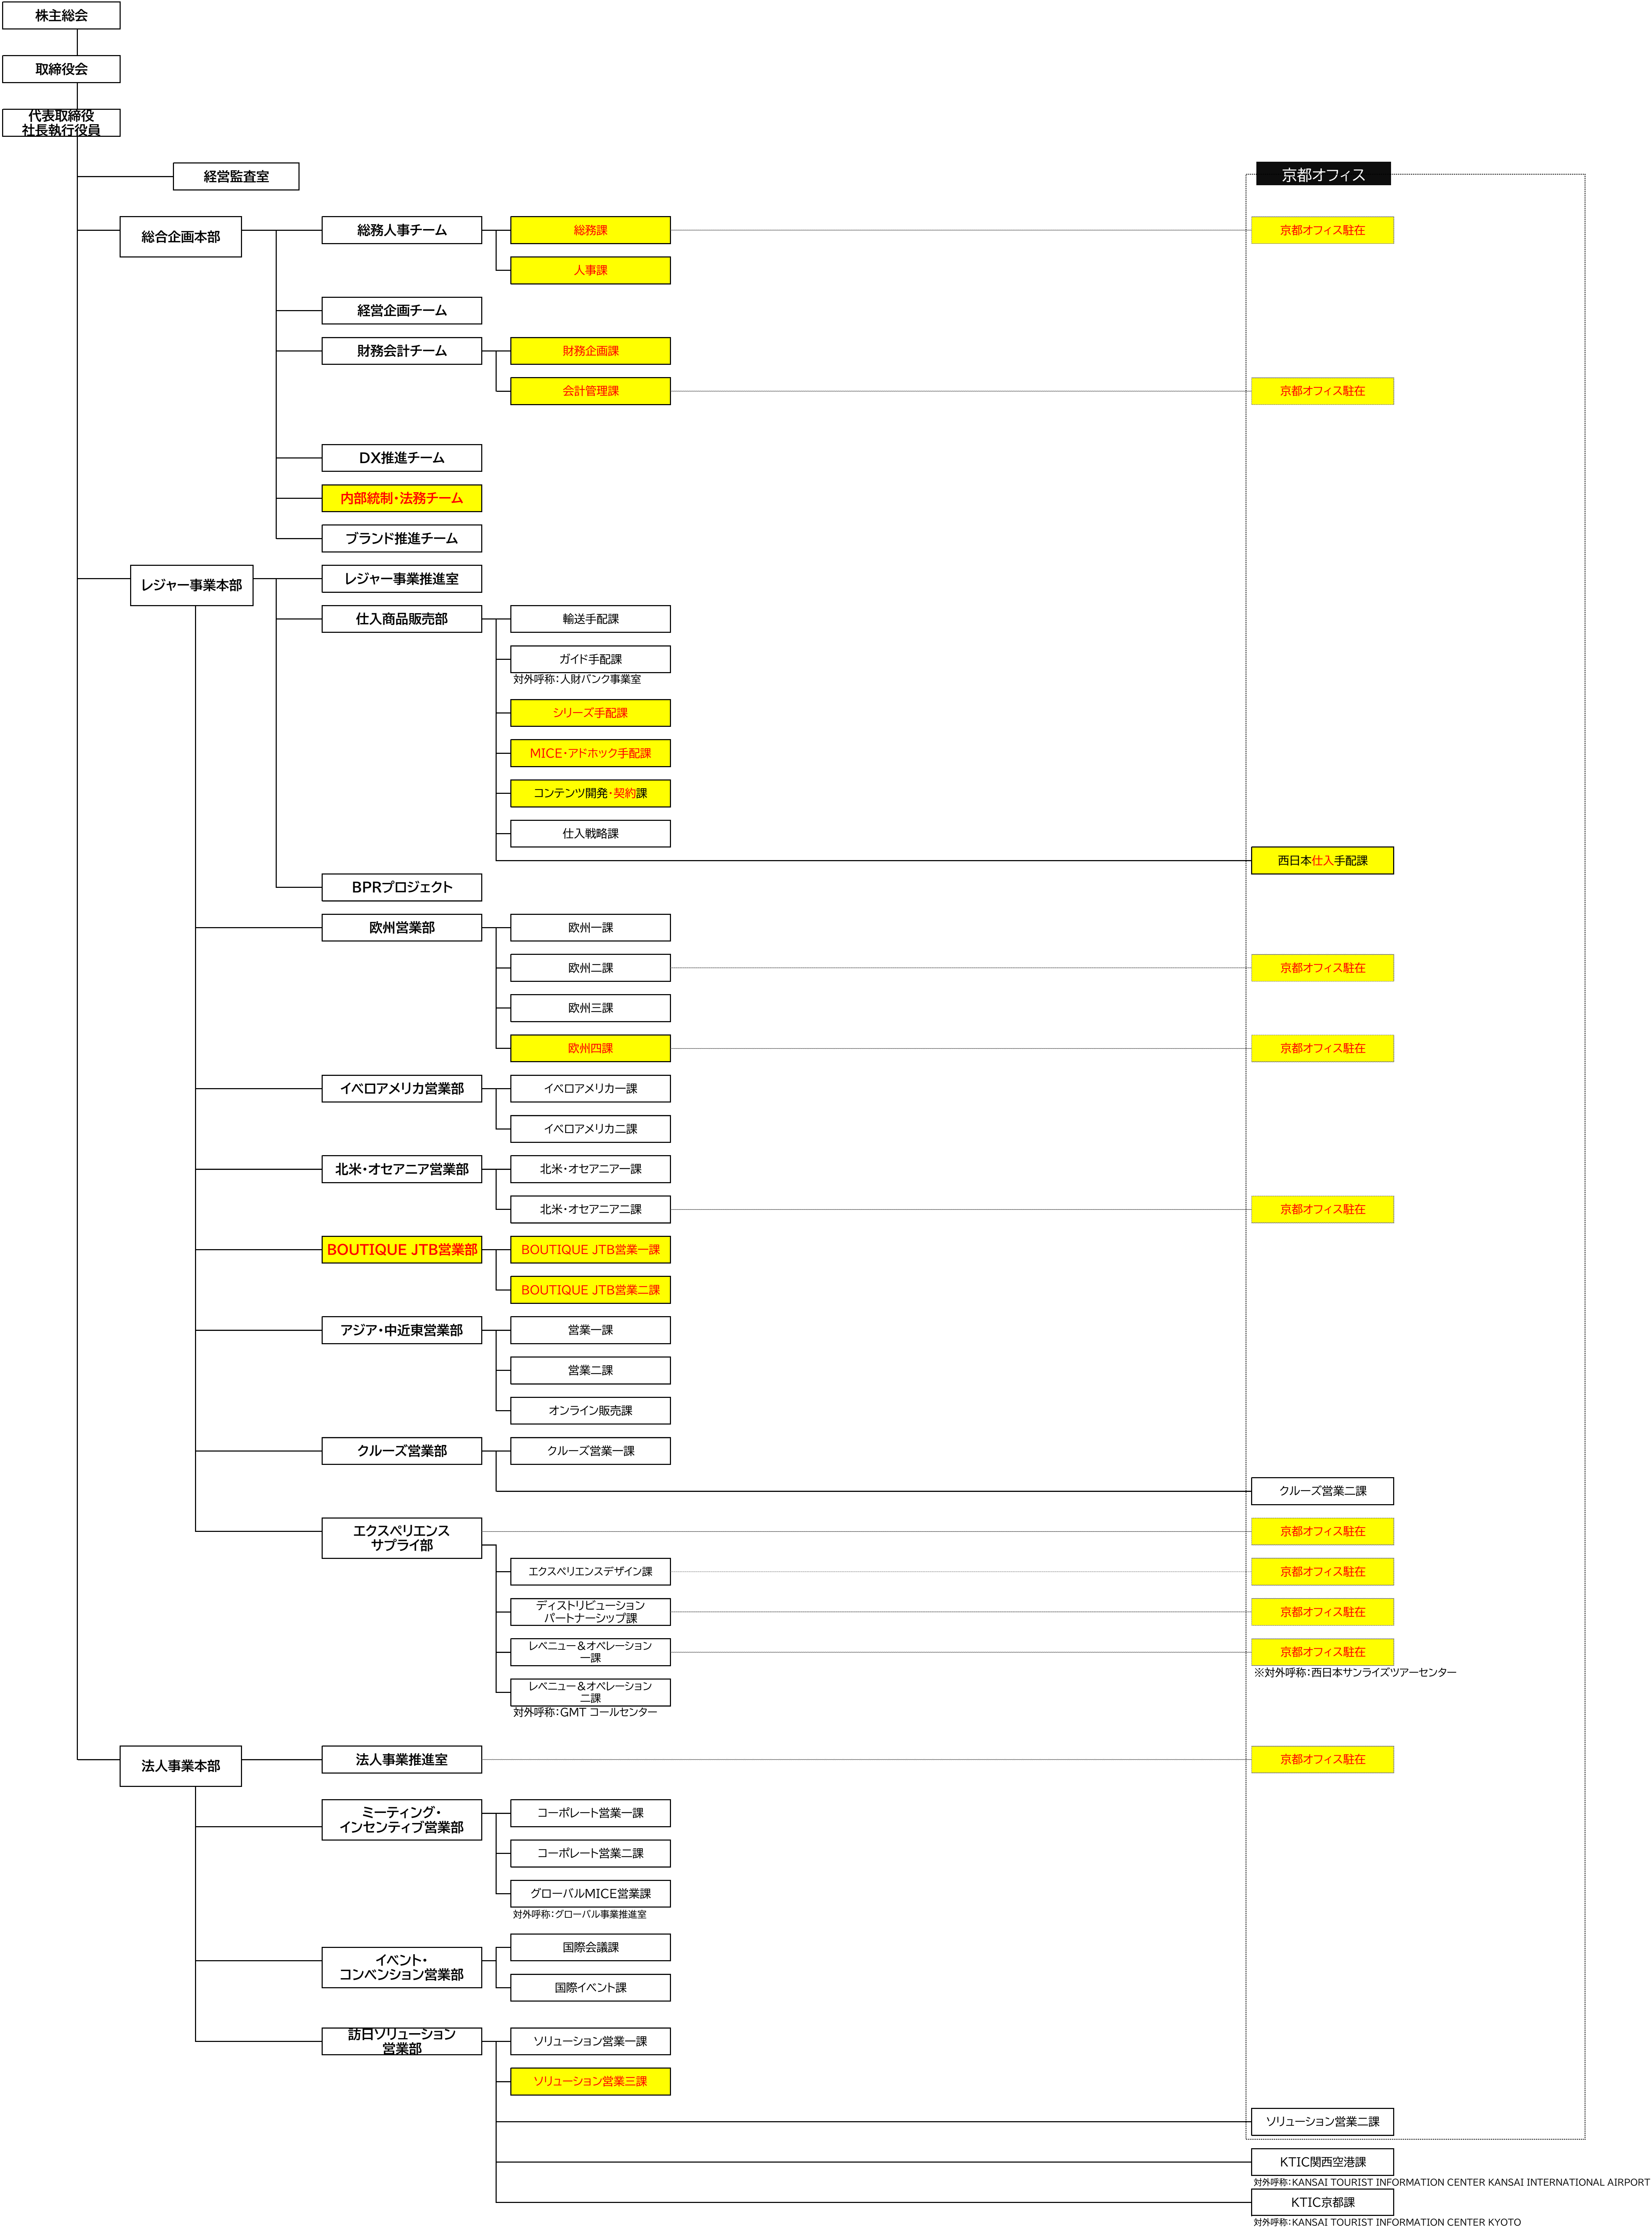 株主総会
取締役会
代表取締役
社長執行役員
経営監査室
京都オフィス
総合企画本部
総務人事チーム
総務課
京都オフィス駐在
人事課
経営企画チーム
財務会計チーム
財務企画課
会計管理課
京都オフィス駐在
DX推進チーム
内部統制・法務チーム
ブランド推進チーム
レジャー事業本部
レジャー事業推進室
仕入商品販売部
輸送手配課
ガイド手配課
対外呼称：人財バンク事業室
シリーズ手配課
MICE・アドホック手配課
コンテンツ開発・契約課
仕入戦略課
西日本仕入手配課
BPRプロジェクト
欧州営業部
欧州一課
欧州二課
京都オフィス駐在
欧州三課
欧州四課
京都オフィス駐在
イベロアメリカ営業部
イベロアメリカ一課
イベロアメリカ二課
北米・オセアニア営業部
北米・オセアニア一課
北米・オセアニア二課
京都オフィス駐在
BOUTIQUE JTB営業部
BOUTIQUE JTB営業一課
BOUTIQUE JTB営業二課
アジア・中近東営業部
営業一課
営業二課
オンライン販売課
クルーズ営業部
クルーズ営業一課
クルーズ営業二課
エクスペリエンス
サプライ部
京都オフィス駐在
エクスペリエンスデザイン課
京都オフィス駐在
ディストリビューション
パートナーシップ課
京都オフィス駐在
レベニュー＆オペレーション
一課
京都オフィス駐在
※対外呼称：西日本サンライズツアーセンター
レベニュー＆オペレーション
二課
対外呼称：GMT コールセンター
法人事業本部
法人事業推進室
京都オフィス駐在
ミーティング・
インセンティブ営業部
コーポレート営業一課
コーポレート営業二課
グローバルMICE営業課
対外呼称：グローバル事業推進室
イベント・
コンベンション営業部
国際会議課
国際イベント課
訪日ソリューション
営業部
ソリューション営業一課
ソリューション営業三課
ソリューション営業二課
KTIC関西空港課
対外呼称：KANSAI TOURIST INFORMATION CENTER KANSAI INTERNATIONAL AIRPORT
KTIC京都課
対外呼称：KANSAI TOURIST INFORMATION CENTER KYOTO